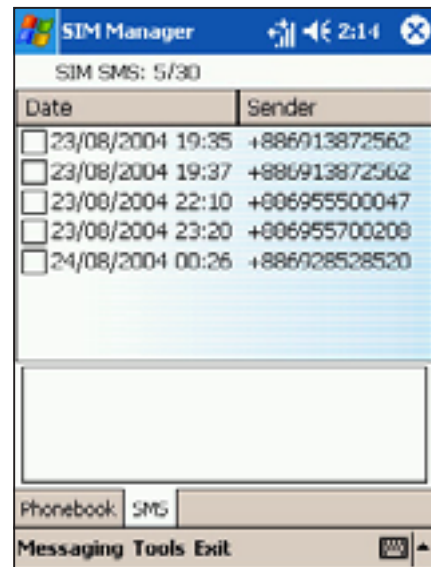 SIM Manager 2:14
SIM SMS: 5/30
Date Sender
23/08/2004 19:35 +886913872562
23/08/2004 19:37 +886913872562
23/08/2004 22:10 +886955500047
23/08/2004 23:20 +886955700208
24/08/2004 00:26 +886928528520
Phonebook SMS
Messaging Tools Exit